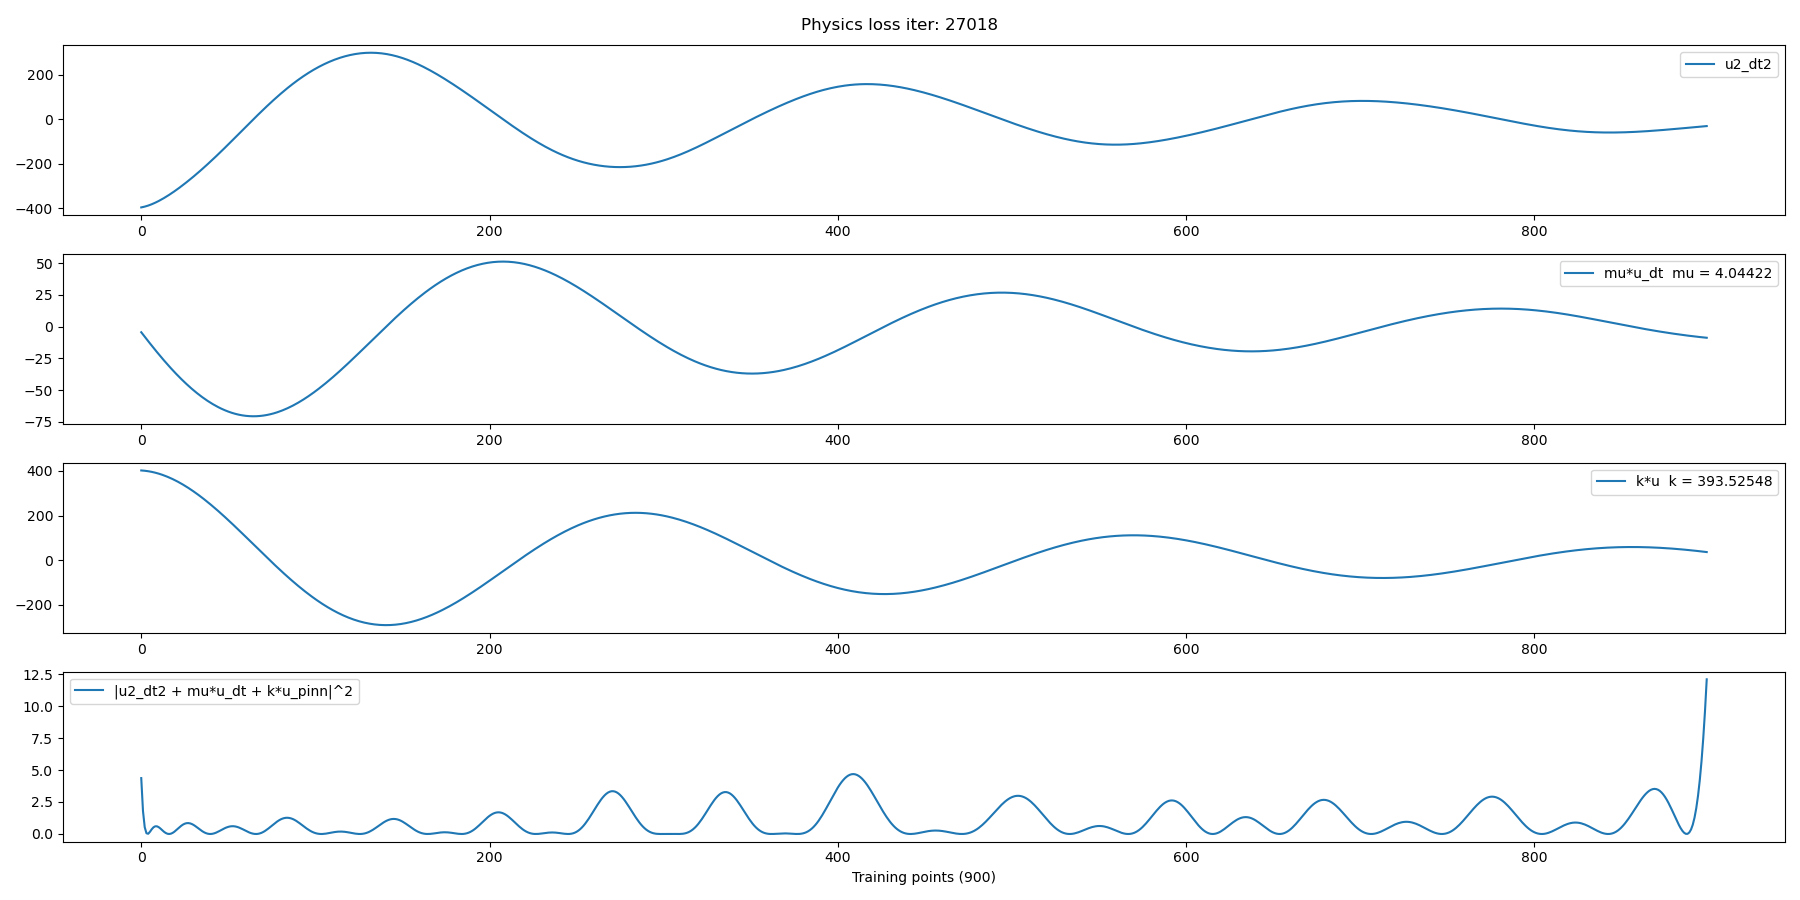 Physics loss iter: 27018
u2_dt2
200
0
−200
−400
0 200 400 600 800
mu*u_dt mu = 4.04422
50
25
0
−25
−50
−75
0 200 400 600 800
k*u k = 393.52548
400
200
0
−200
0 200 400 600 800
|u2_dt2 + mu*u_dt + k*u_pinn|^2
12.5
10.0
7.5
5.0
2.5
0.0
0 200 400 600 800
Training points (900)